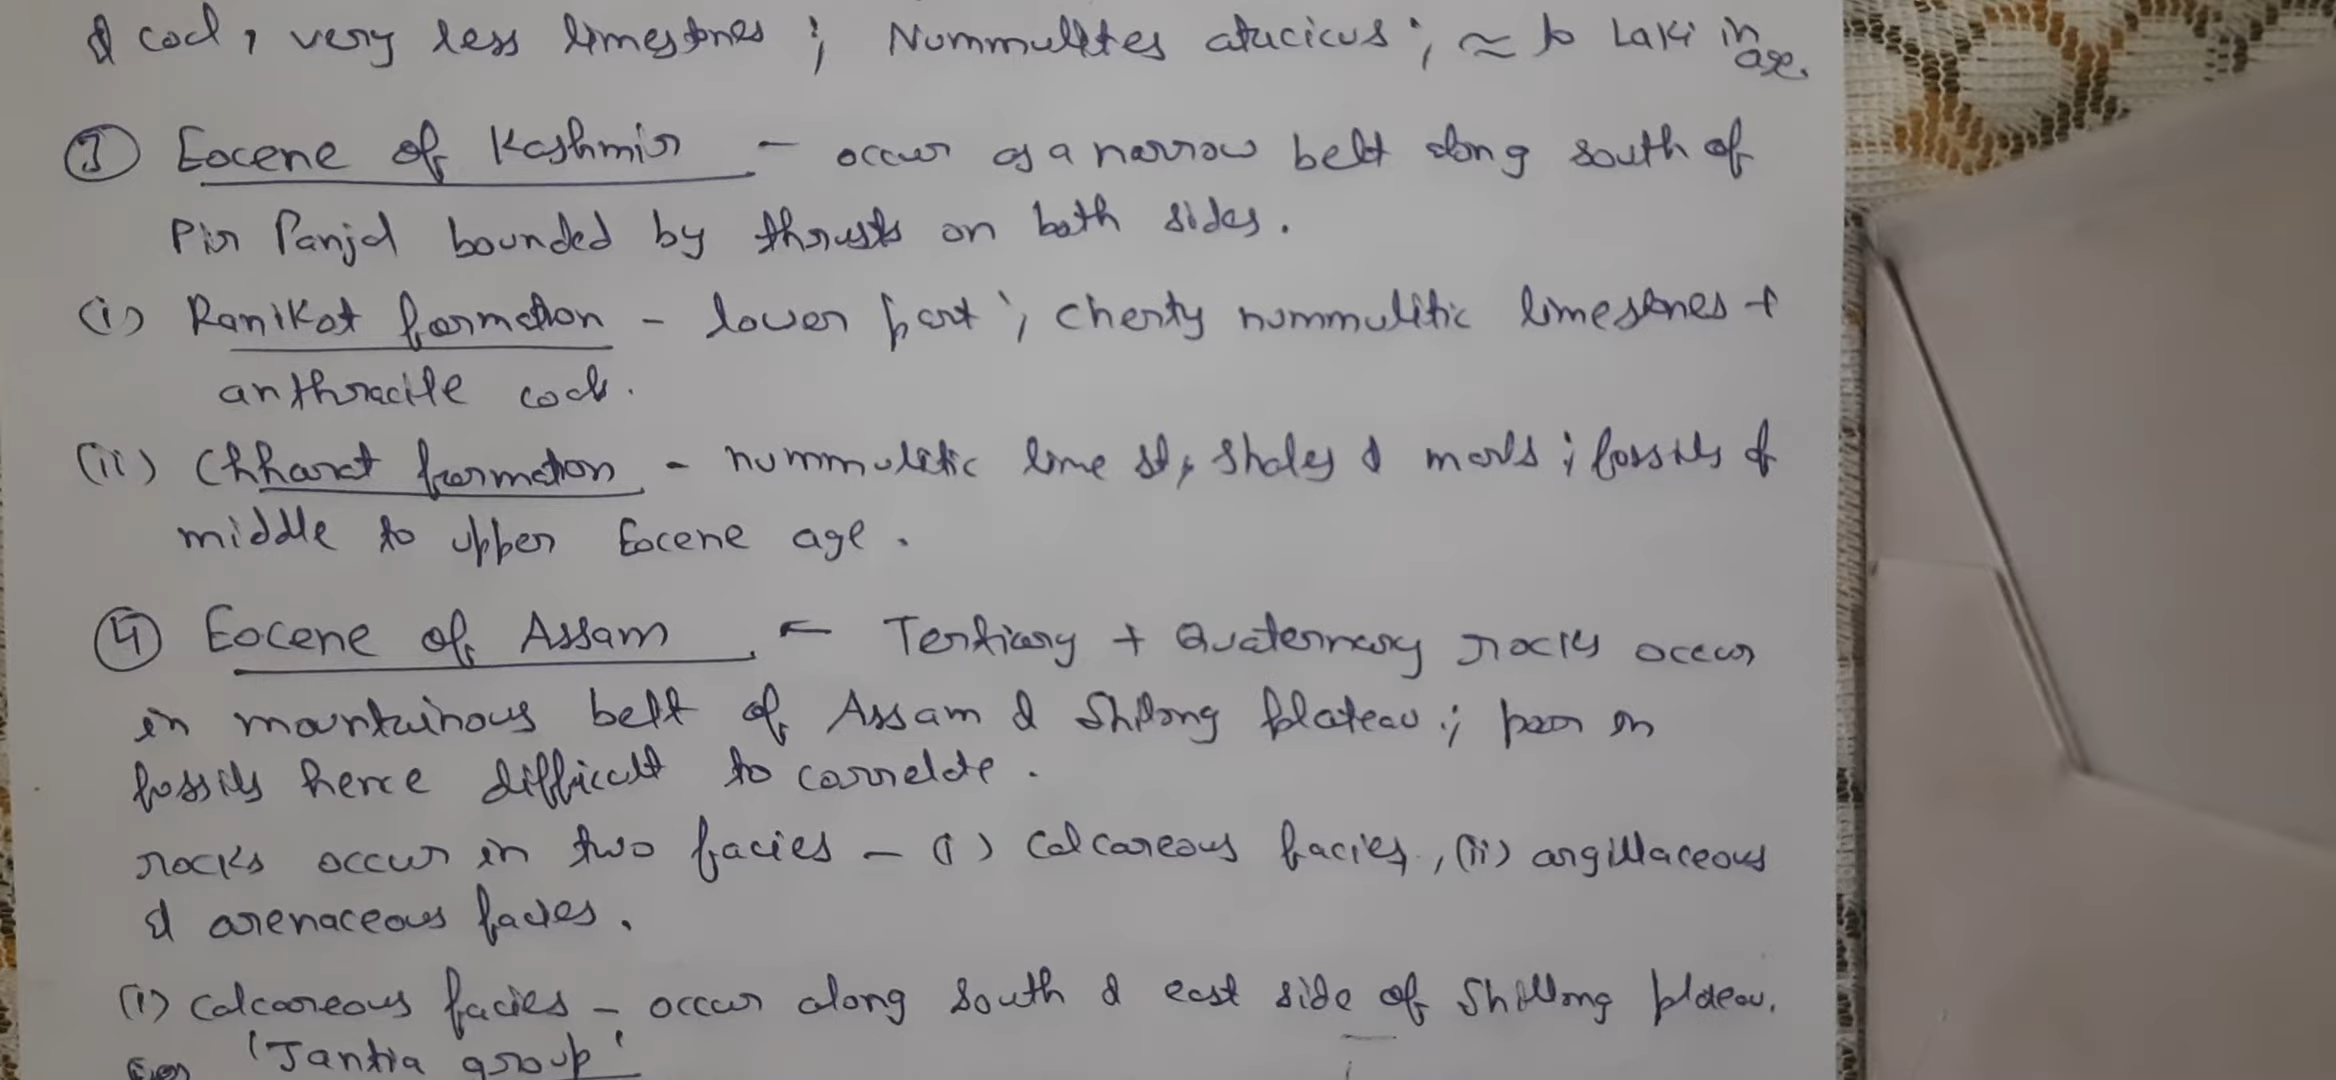 & coal, very less limestones ; Nummulites atacicus ; ≈ to Laki in age.
③ Eocene of Kashmir - occur as a narrow belt along south of
Pir Panjal bounded by thrusts on both sides.
(i) Ranikot formation - lower part ; cherty nummulitic limestones +
anthracite coal.
(ii) Chharat formation - nummulitic lime st, shales & marls ; fossils of
middle to upper Eocene age.
④ Eocene of Assam - Tertiary + Quaternary rocks occur
in mountainous belt of Assam & Shillong plateau ; poor in
fossils hence difficult to correlate.
rocks occur in two facies - (i) calcareous facies, (ii) argillaceous
& arenaceous facies.
(i) calcareous facies - occur along south & east side of Shillong plateau.
'Jantia group'